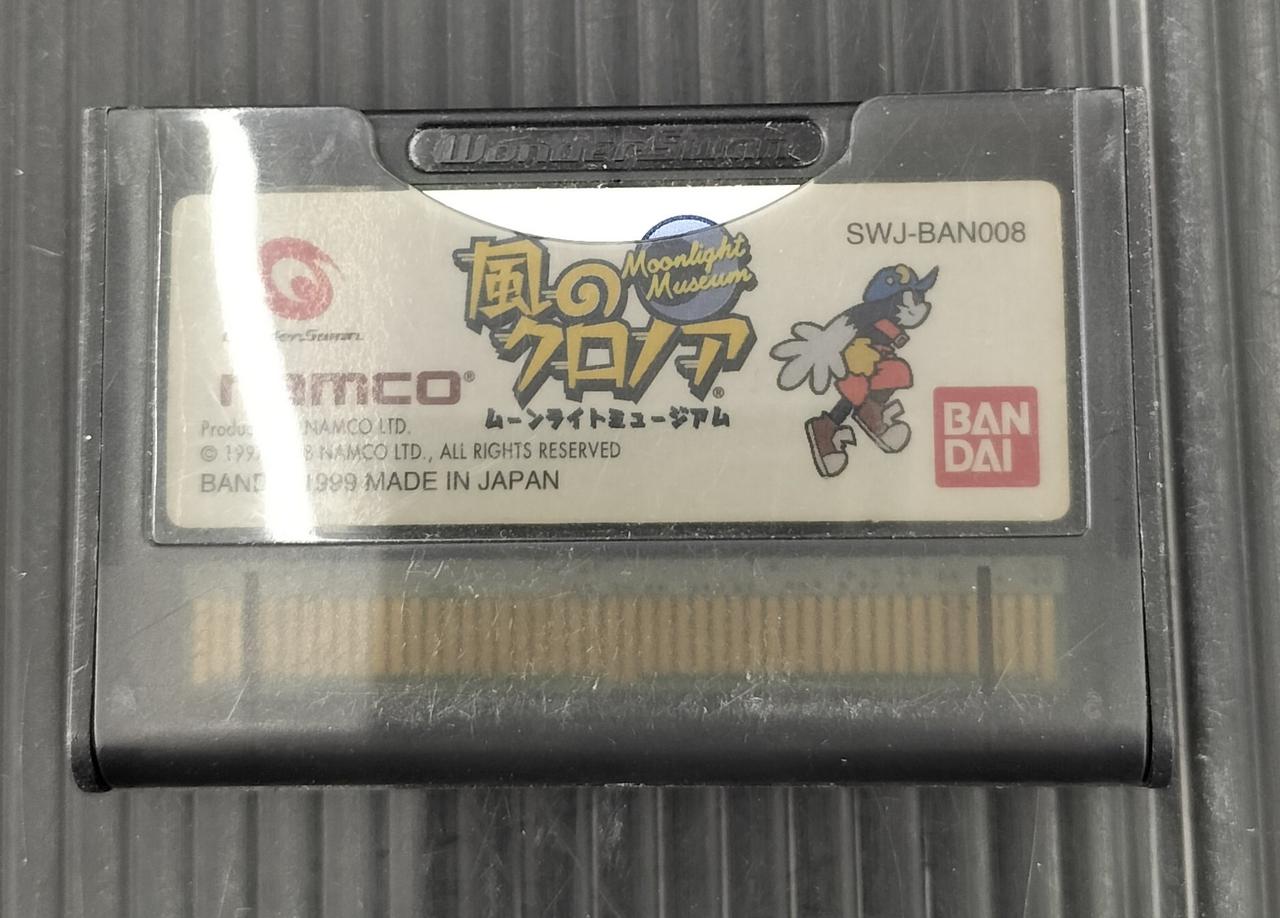 WonderSwan
SWJ-BAN008
Moonlight
Museum
風の
クロノア®
ムーンライトミュージアム
namco®
NAMCO LTD.
© NAMCO LTD., ALL RIGHTS RESERVED
1999 MADE IN JAPAN
BAN
DAI